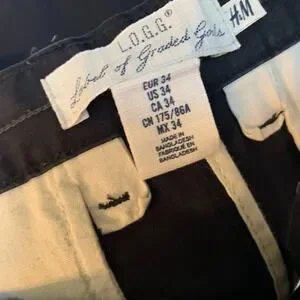 L.O.G.G.®
Label of Graded Goods
H&M
EUR 34
US 34
CA 34
CN 175/86A
MX 34
MADE IN
BANGLADESH
FABRIQUÉ EN
BANGLADESH